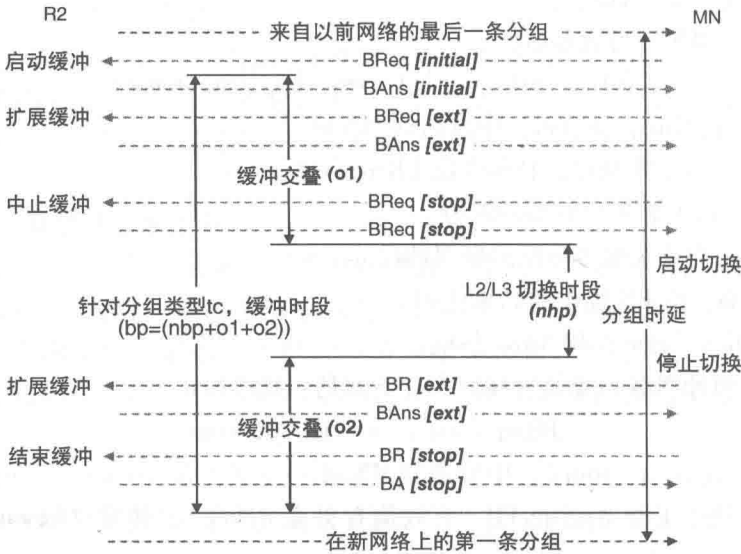 R2
MN
来自以前网络的最后一条分组
启动缓冲
BReq [initial]
BAns [initial]
扩展缓冲
BReq [ext]
BAns [ext]
缓冲交叠 (o1)
中止缓冲
BReq [stop]
BReq [stop]
启动切换
针对分组类型tc，缓冲时段
(bp=(nbp+o1+o2))
L2/L3 切换时段
(nhp)
分组时延
停止切换
扩展缓冲
BR [ext]
BAns [ext]
缓冲交叠 (o2)
结束缓冲
BR [stop]
BA [stop]
在新网络上的第一条分组